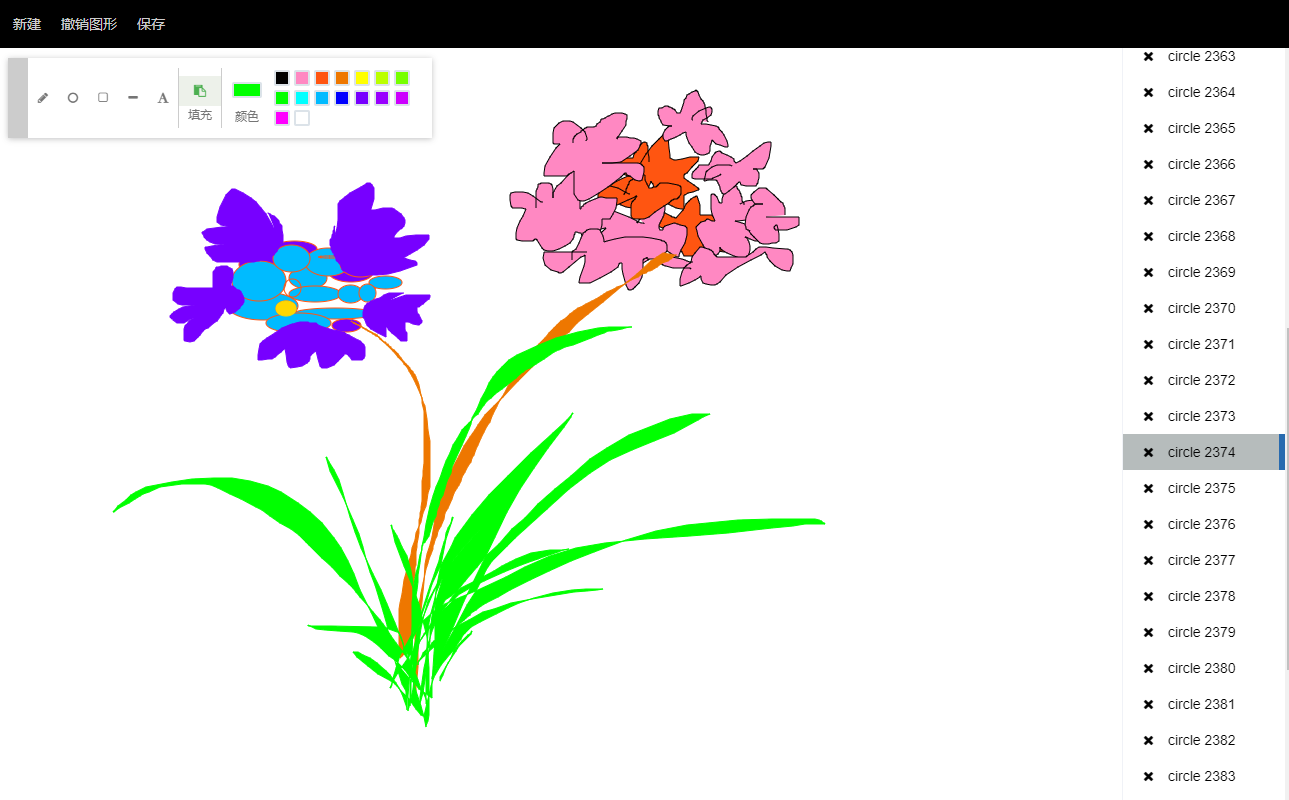 新建 撤销图形 保存
A
填充 颜色
circle 2363
circle 2364
circle 2365
circle 2366
circle 2367
circle 2368
circle 2369
circle 2370
circle 2371
circle 2372
circle 2373
circle 2374
circle 2375
circle 2376
circle 2377
circle 2378
circle 2379
circle 2380
circle 2381
circle 2382
circle 2383